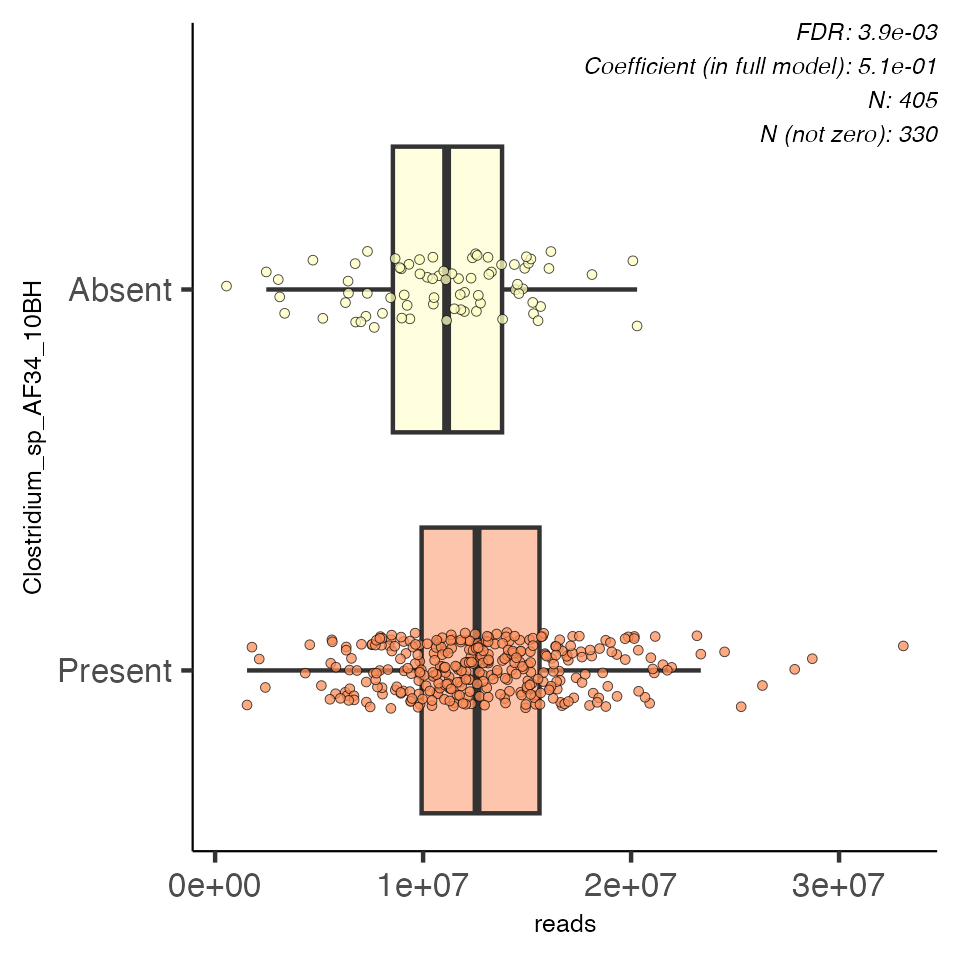 FDR: 3.9e-03
Coefficient (in full model): 5.1e-01
N: 405
N (not zero): 330
Clostridium_sp_AF34_10BH
Absent
Present
0e+00 1e+07 2e+07 3e+07
reads